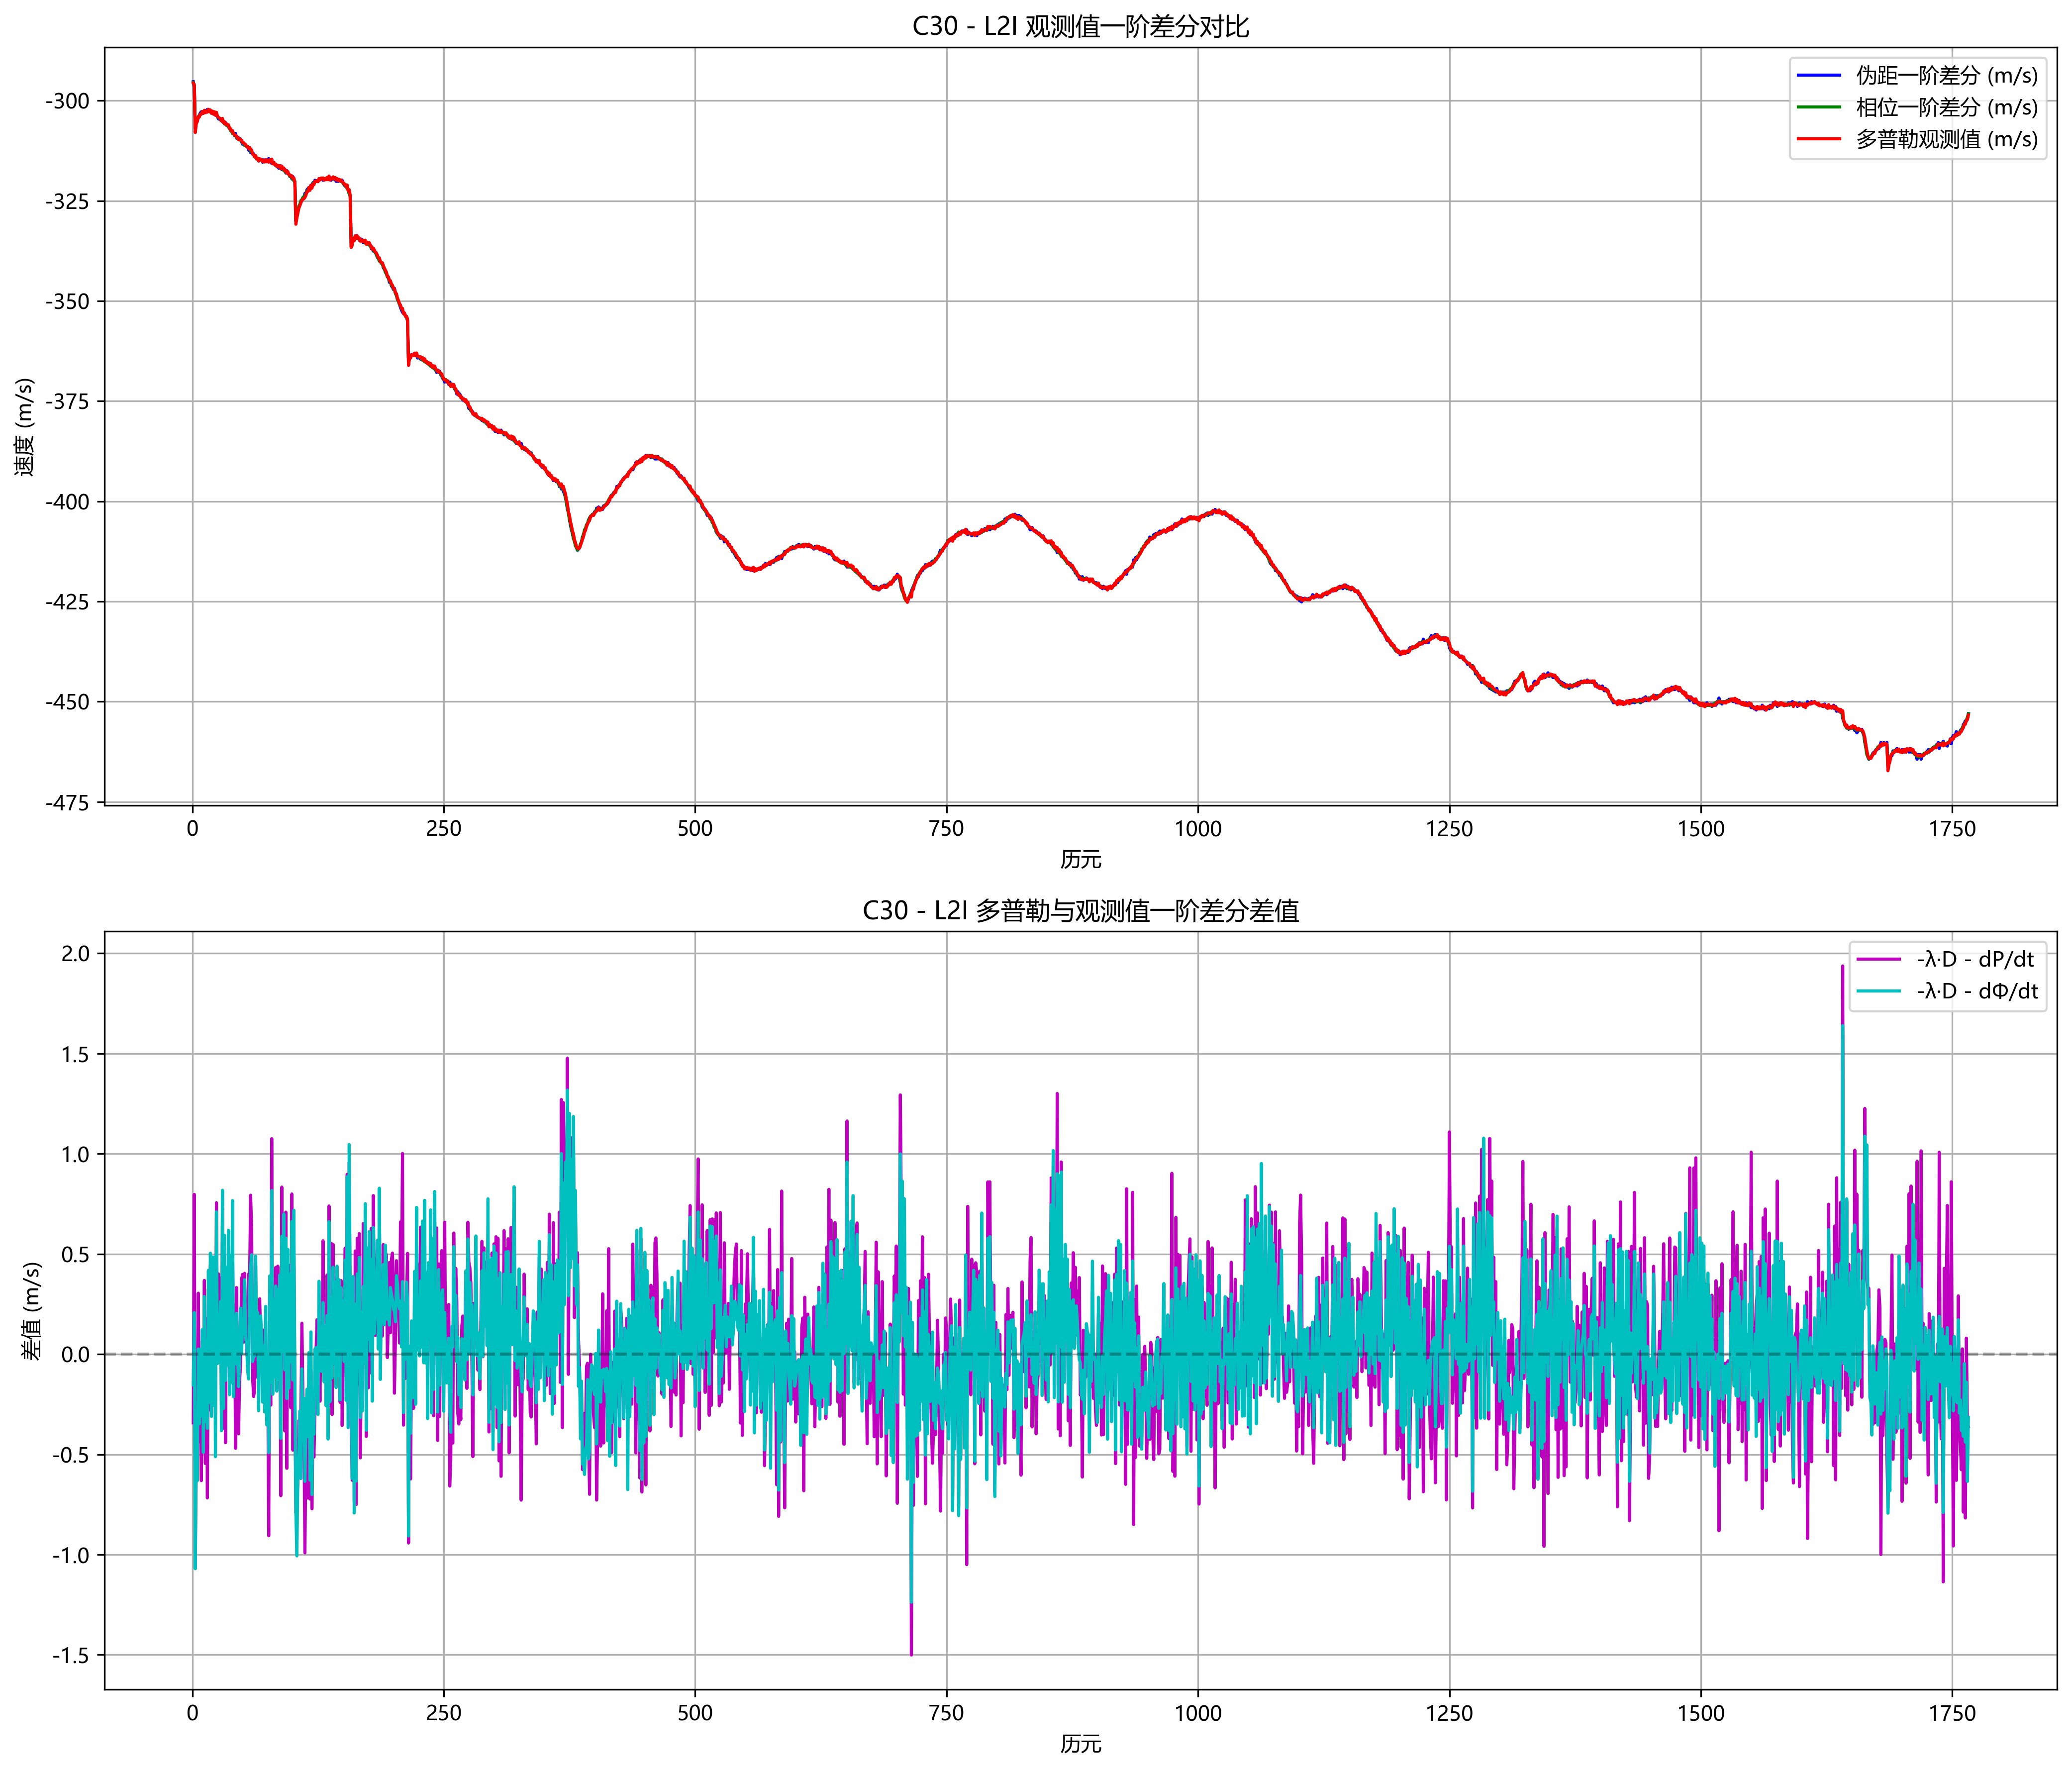 C30 - L2I 观测值一阶差分对比
伪距一阶差分 (m/s)
相位一阶差分 (m/s)
多普勒观测值 (m/s)
速度 (m/s)
-300
-325
-350
-375
-400
-425
-450
-475
0 250 500 750 1000 1250 1500 1750
历元
C30 - L2I 多普勒与观测值一阶差分差值
-λ·D - dP/dt
-λ·D - dΦ/dt
差值 (m/s)
2.0
1.5
1.0
0.5
0.0
-0.5
-1.0
-1.5
0 250 500 750 1000 1250 1500 1750
历元